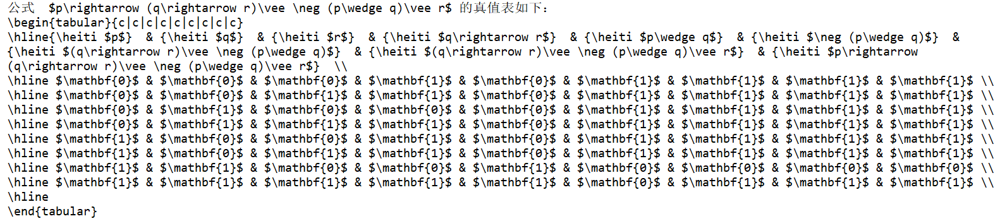 公式  $p\rightarrow (q\rightarrow r)\vee \neg (p\wedge q)\vee r$ 的真值表如下：
\begin{tabular}{c|c|c|c|c|c|c|c|c}
\hline{\heiti $p$}  & {\heiti $q$}  & {\heiti $r$}  & {\heiti $q\rightarrow r$}  & {\heiti $p\wedge q$}  & {\heiti $\neg (p\wedge q)$}  &
{\heiti $(q\rightarrow r)\vee \neg (p\wedge q)$}  & {\heiti $(q\rightarrow r)\vee \neg (p\wedge q)\vee r$}  & {\heiti $p\rightarrow
(q\rightarrow r)\vee \neg (p\wedge q)\vee r$}  \\
\hline $\mathbf{0}$ & $\mathbf{0}$ & $\mathbf{0}$ & $\mathbf{1}$ & $\mathbf{0}$ & $\mathbf{1}$ & $\mathbf{1}$ & $\mathbf{1}$ & $\mathbf{1}$ \\
\hline $\mathbf{0}$ & $\mathbf{0}$ & $\mathbf{1}$ & $\mathbf{1}$ & $\mathbf{0}$ & $\mathbf{1}$ & $\mathbf{1}$ & $\mathbf{1}$ & $\mathbf{1}$ \\
\hline $\mathbf{0}$ & $\mathbf{1}$ & $\mathbf{0}$ & $\mathbf{0}$ & $\mathbf{0}$ & $\mathbf{1}$ & $\mathbf{1}$ & $\mathbf{1}$ & $\mathbf{1}$ \\
\hline $\mathbf{0}$ & $\mathbf{1}$ & $\mathbf{1}$ & $\mathbf{1}$ & $\mathbf{0}$ & $\mathbf{1}$ & $\mathbf{1}$ & $\mathbf{1}$ & $\mathbf{1}$ \\
\hline $\mathbf{1}$ & $\mathbf{0}$ & $\mathbf{0}$ & $\mathbf{1}$ & $\mathbf{0}$ & $\mathbf{1}$ & $\mathbf{1}$ & $\mathbf{1}$ & $\mathbf{1}$ \\
\hline $\mathbf{1}$ & $\mathbf{0}$ & $\mathbf{1}$ & $\mathbf{1}$ & $\mathbf{0}$ & $\mathbf{1}$ & $\mathbf{1}$ & $\mathbf{1}$ & $\mathbf{1}$ \\
\hline $\mathbf{1}$ & $\mathbf{1}$ & $\mathbf{0}$ & $\mathbf{0}$ & $\mathbf{1}$ & $\mathbf{0}$ & $\mathbf{0}$ & $\mathbf{0}$ & $\mathbf{0}$ \\
\hline $\mathbf{1}$ & $\mathbf{1}$ & $\mathbf{1}$ & $\mathbf{1}$ & $\mathbf{1}$ & $\mathbf{0}$ & $\mathbf{1}$ & $\mathbf{1}$ & $\mathbf{1}$ \\
\hline
\end{tabular}